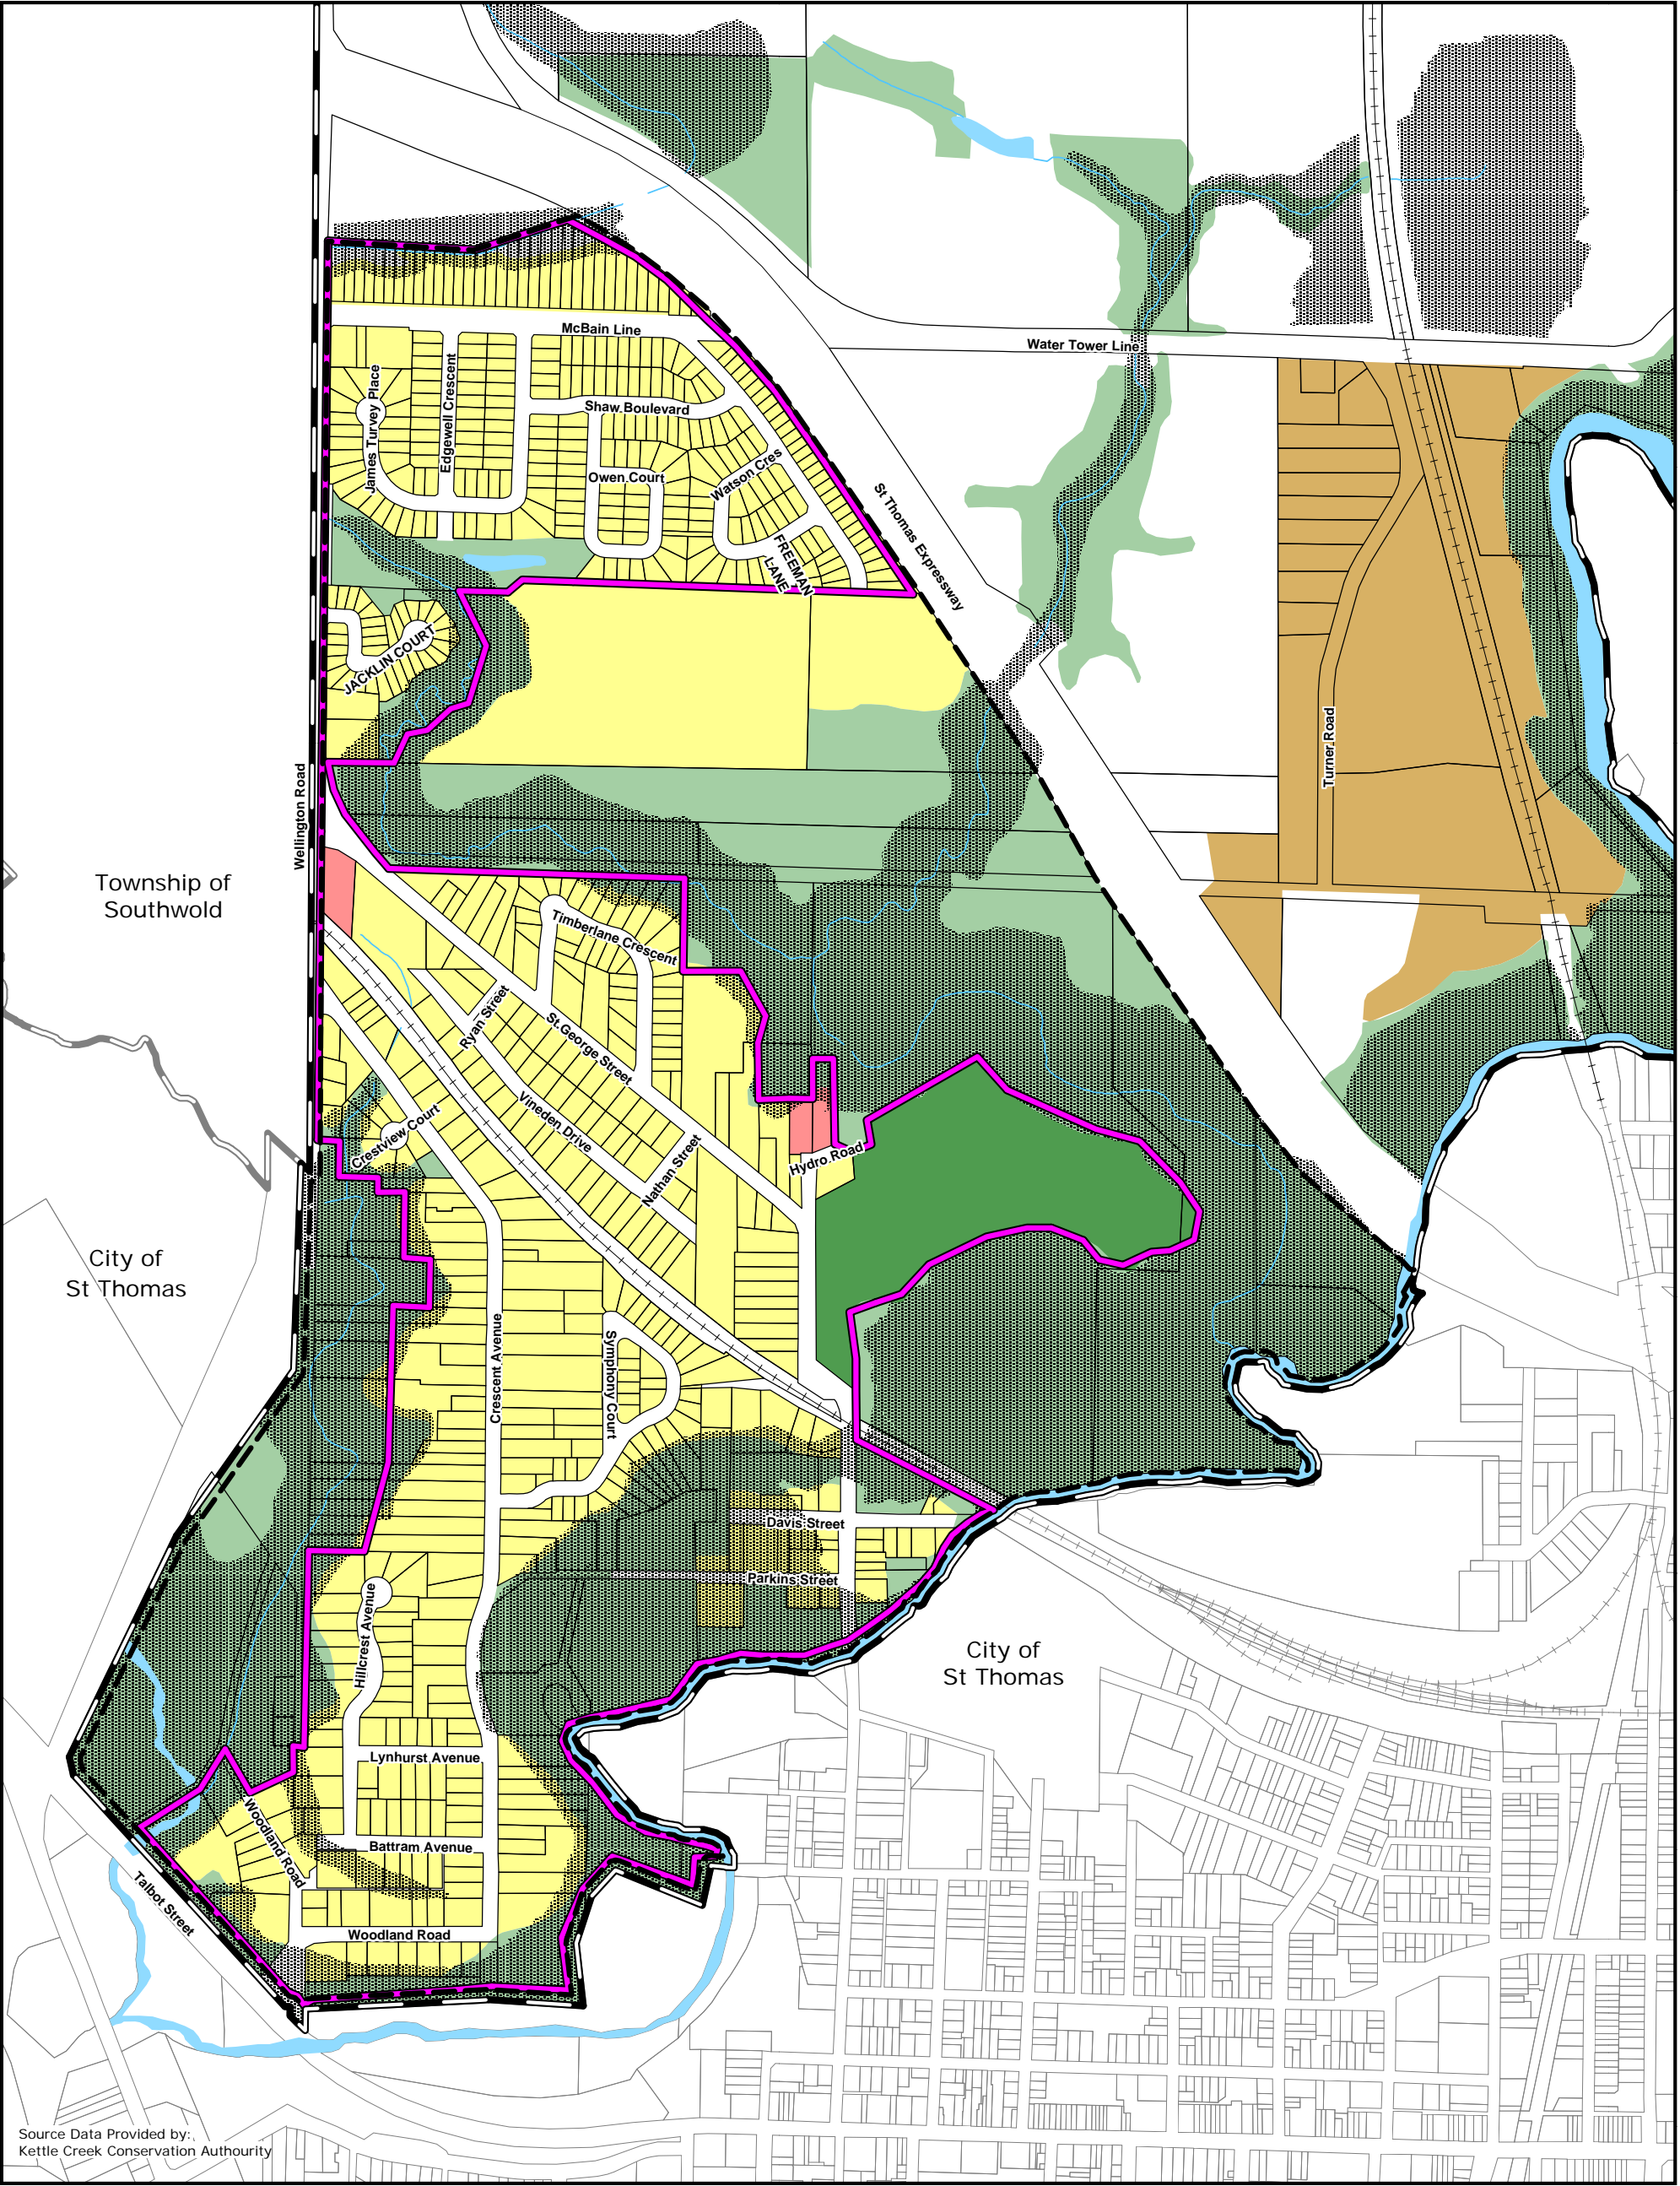 McBain Line
Water Tower Line
James Turvey Place
Edgewell Crescent
Shaw Boulevard
Owen Court
Watson Cres
St Thomas Expressway
FREEMAN
LANE
JACKLIN COURT
Turner Road
Wellington Road
Township of
Southwold
Timberlane Crescent
Ryan Street
St.George Street
Vineden Drive
Crestview Court
Nathan Street
Hydro Road
City of
St Thomas
Crescent Avenue
Symphony Court
Davis Street
Parkins Street
Hillcrest Avenue
City of
St Thomas
Lynhurst Avenue
Woodland Road
Battram Avenue
Talbot Street
Woodland Road
Source Data Provided by:
Kettle Creek Conservation Authourity